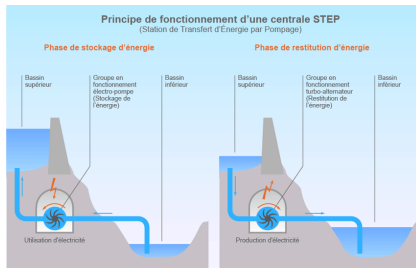 Principe de fonctionnement d'une centrale STEP
(Station de Transfert d'Énergie par Pompage)
Phase de stockage d'énergie
Bassin
supérieur
Groupe en
fonctionnement
électro-pompe
(Stockage de
l'énergie)
Bassin
inférieur
Utilisation d'électricité
Phase de restitution d'énergie
Bassin
supérieur
Groupe en
fonctionnement
turbo-alternateur
(Restitution de
l'énergie)
Bassin
inférieur
Production d'électricité